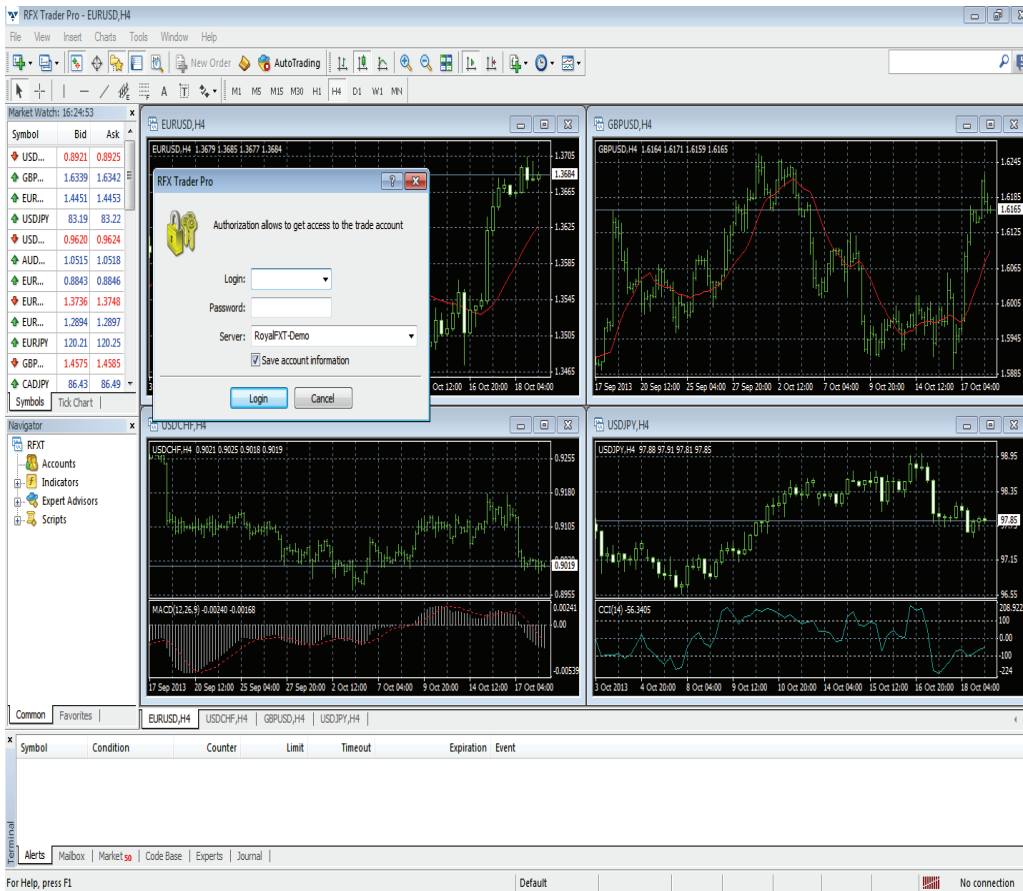 RFX Trader Pro - EURUSD,H4
File View Insert Charts Tools Window Help
New Order AutoTrading
A T M1 M5 M15 M30 H1 H4 D1 W1 MN
Market Watch: 16:24:53
Symbol Bid Ask
USD... 0.8921 0.8925
GBP... 1.6339 1.6342
EUR... 1.4451 1.4453
USDJPY 83.19 83.22
USD... 0.9620 0.9624
AUD... 1.0515 1.0518
EUR... 0.8843 0.8846
EUR... 1.3736 1.3748
EUR... 1.2894 1.2897
EURJPY 120.21 120.25
GBP... 1.4575 1.4585
CADJPY 86.43 86.49
Symbols Tick Chart
Navigator
RFXT
Accounts
Indicators
Expert Advisors
Scripts
Common Favorites
EURUSD,H4
EURUSD,H4 1.3679 1.3685 1.3677 1.3684
1.3705
1.3684
1.3665
1.3625
1.3585
1.3545
1.3505
1.3465
Oct 12:00 16 Oct 20:00 18 Oct 04:00
RFX Trader Pro
Authorization allows to get access to the trade account
Login:
Password:
Server: RoyalFXT-Demo
Save account information
Login Cancel
GBPUSD,H4
GBPUSD,H4 1.6164 1.6171 1.6159 1.6165
1.6245
1.6185
1.6165
1.6125
1.6065
1.6005
1.5945
1.5885
17 Sep 2013 20 Sep 12:00 25 Sep 04:00 27 Sep 20:00 2 Oct 12:00 7 Oct 04:00 9 Oct 20:00 14 Oct 12:00 17 Oct 04:00
USDCHF,H4
USDCHF,H4 0.9021 0.9025 0.9018 0.9019
0.9255
0.9180
0.9105
0.9019
0.8955
MACD(12,26,9) -0.00240 -0.00168
0.00241
0.00
-0.00539
17 Sep 2013 20 Sep 12:00 25 Sep 04:00 27 Sep 20:00 2 Oct 12:00 7 Oct 04:00 9 Oct 20:00 14 Oct 12:00 17 Oct 04:00
USDJPY,H4
USDJPY,H4 97.88 97.91 97.81 97.85
98.95
98.35
97.85
97.15
96.55
CCI(14) -56.3405
208.922
100
0.00
-100
-224
3 Oct 2013 4 Oct 20:00 8 Oct 04:00 9 Oct 12:00 10 Oct 20:00 14 Oct 04:00 15 Oct 12:00 16 Oct 20:00 18 Oct 04:00
EURUSD,H4 USDCHF,H4 GBPUSD,H4 USDJPY,H4
Symbol Condition Counter Limit Timeout Expiration Event
Terminal
Alerts Mailbox Market 50 Code Base Experts Journal
For Help, press F1 Default No connection